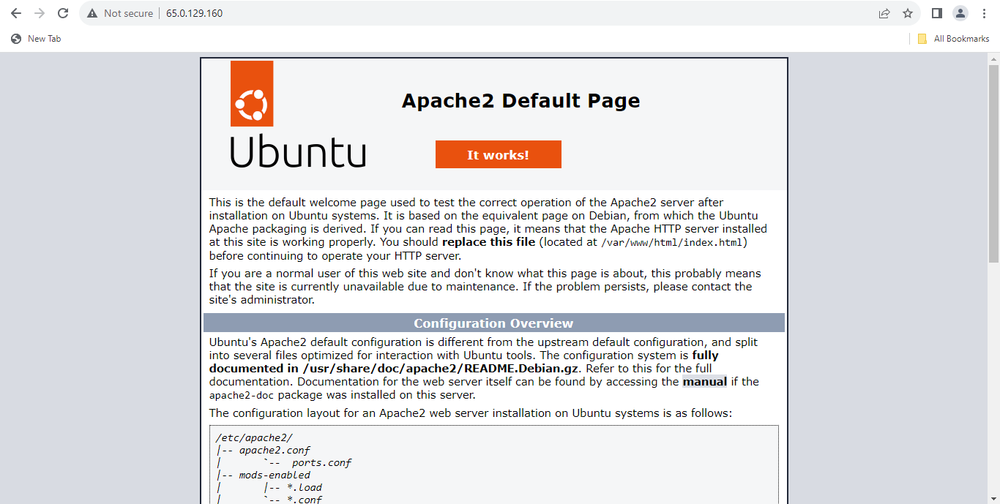 Not secure | 65.0.129.160
New Tab
All Bookmarks
Apache2 Default Page
Ubuntu
It works!
This is the default welcome page used to test the correct operation of the Apache2 server after
installation on Ubuntu systems. It is based on the equivalent page on Debian, from which the Ubuntu
Apache packaging is derived. If you can read this page, it means that the Apache HTTP server installed
at this site is working properly. You should replace this file (located at /var/www/html/index.html)
before continuing to operate your HTTP server.
If you are a normal user of this web site and don't know what this page is about, this probably means
that the site is currently unavailable due to maintenance. If the problem persists, please contact the
site's administrator.
Configuration Overview
Ubuntu's Apache2 default configuration is different from the upstream default configuration, and split
into several files optimized for interaction with Ubuntu tools. The configuration system is fully
documented in /usr/share/doc/apache2/README.Debian.gz. Refer to this for the full
documentation. Documentation for the web server itself can be found by accessing the manual if the
apache2-doc package was installed on this server.
The configuration layout for an Apache2 web server installation on Ubuntu systems is as follows:
/etc/apache2/
|-- apache2.conf
|       `--  ports.conf
|-- mods-enabled
|       |-- *.load
|       `-- *.conf